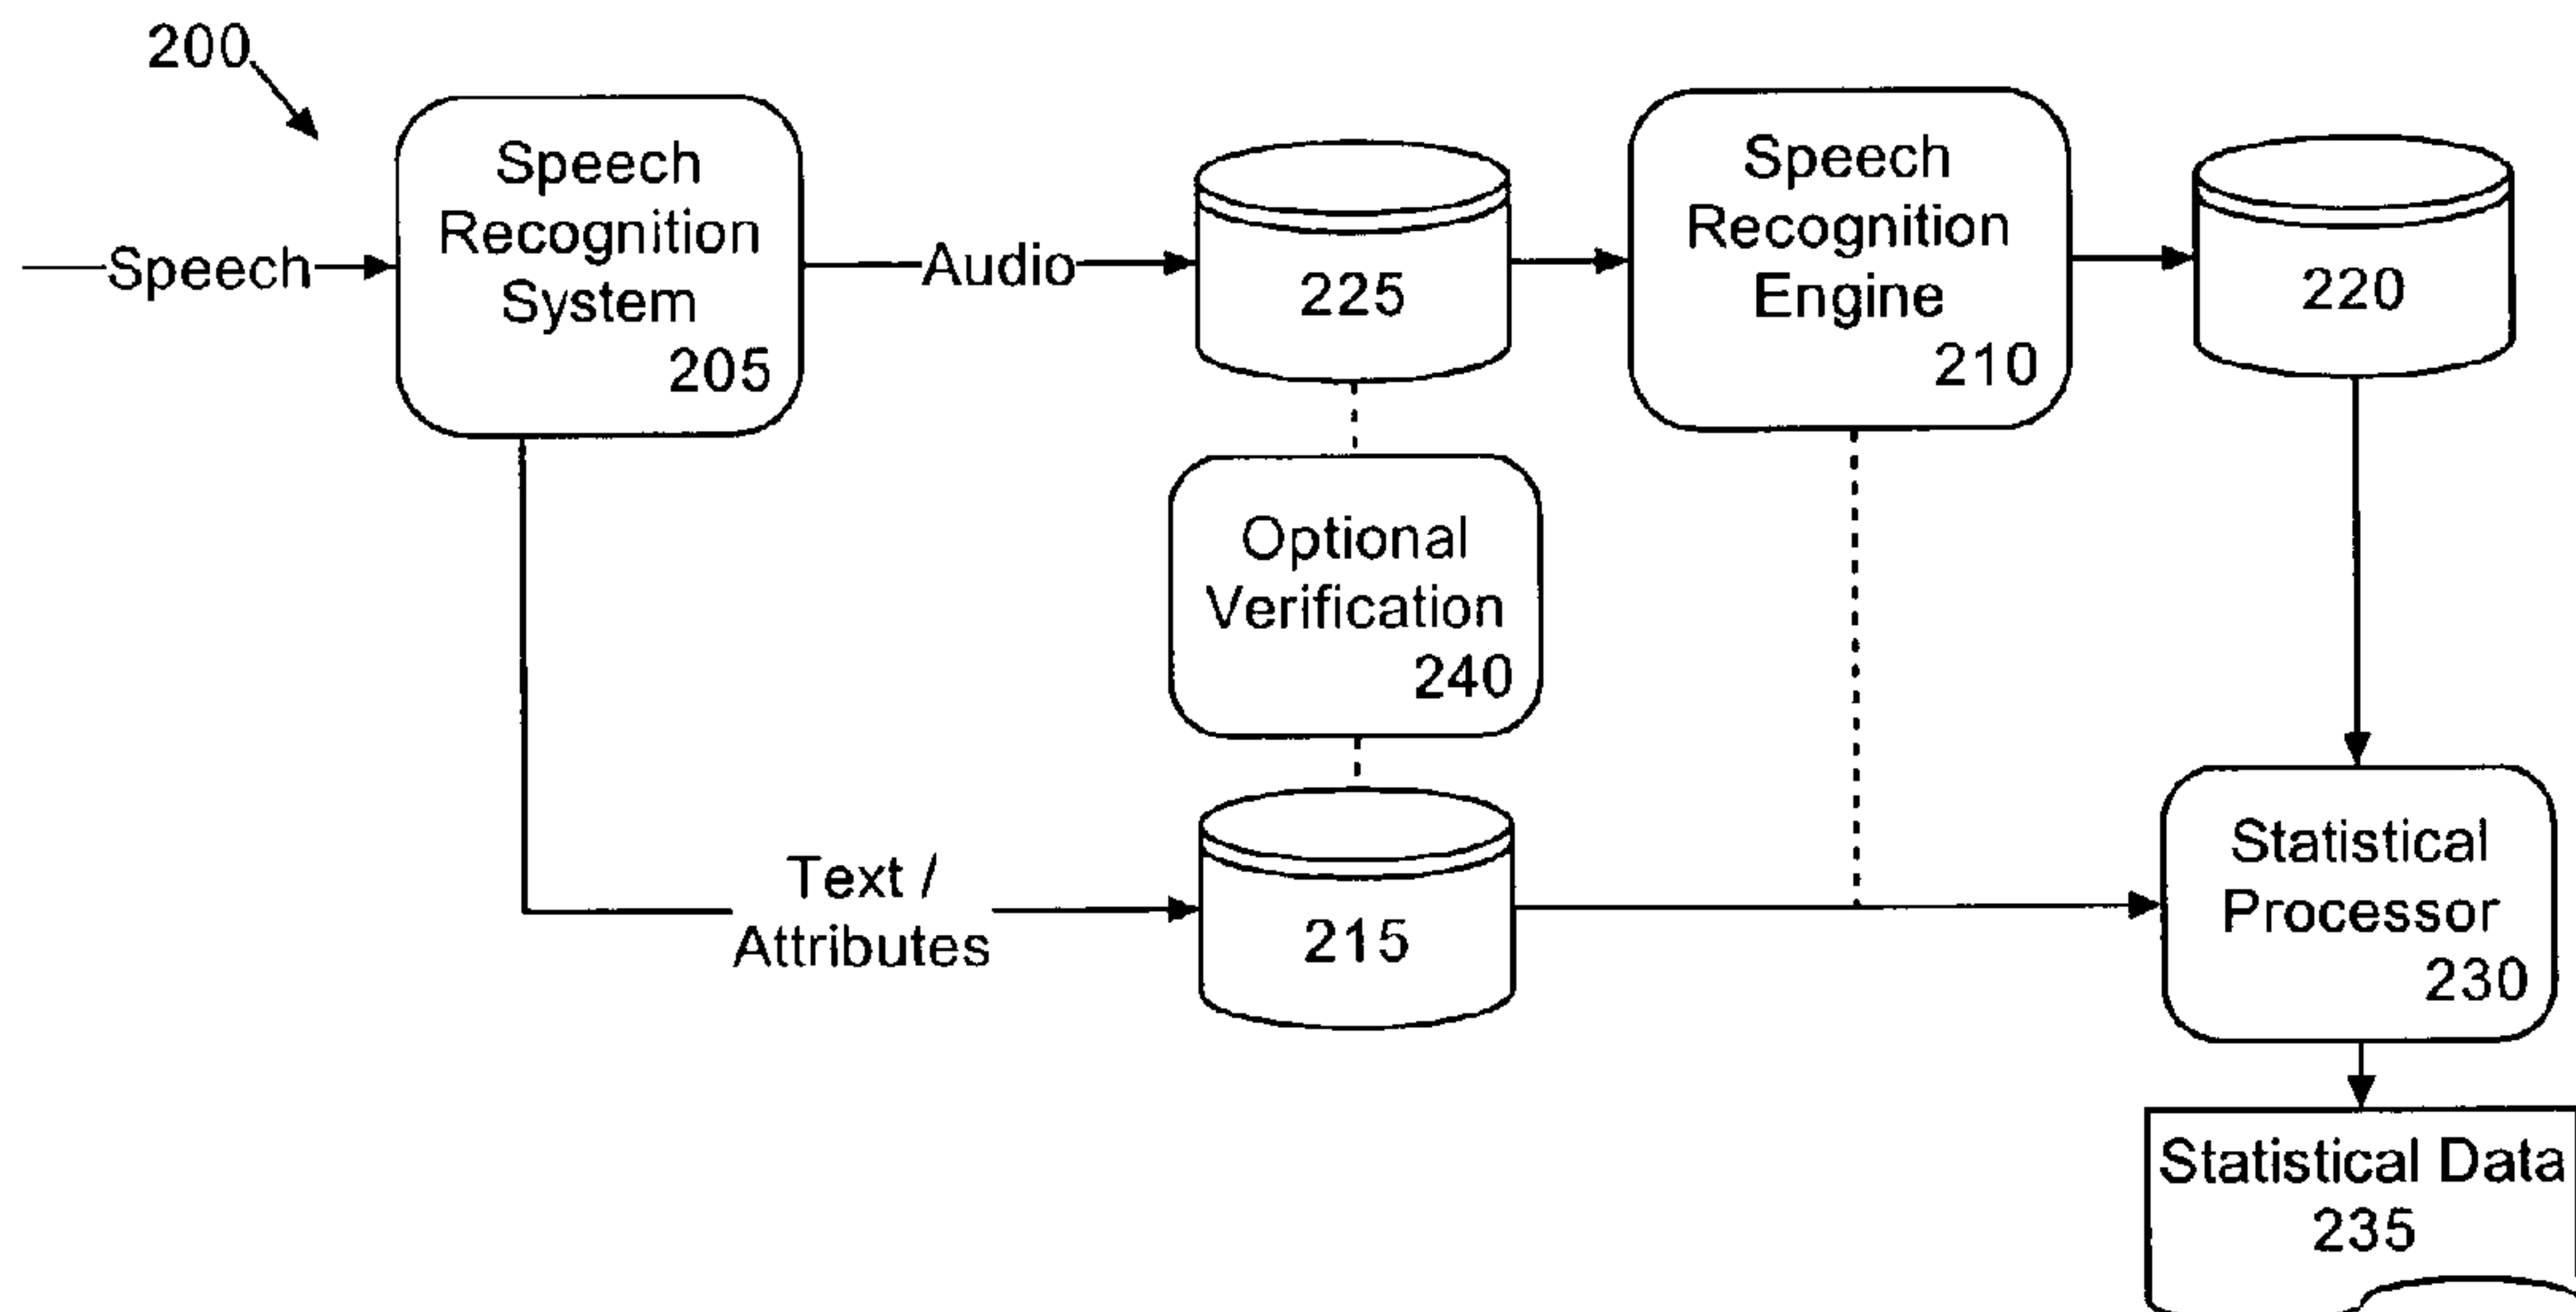 200
Speech
Speech
Recognition
System
205
Audio
225
Speech
Recognition
Engine
210
220
Optional
Verification
240
Text /
Attributes
215
Statistical
Processor
230
Statistical Data
235